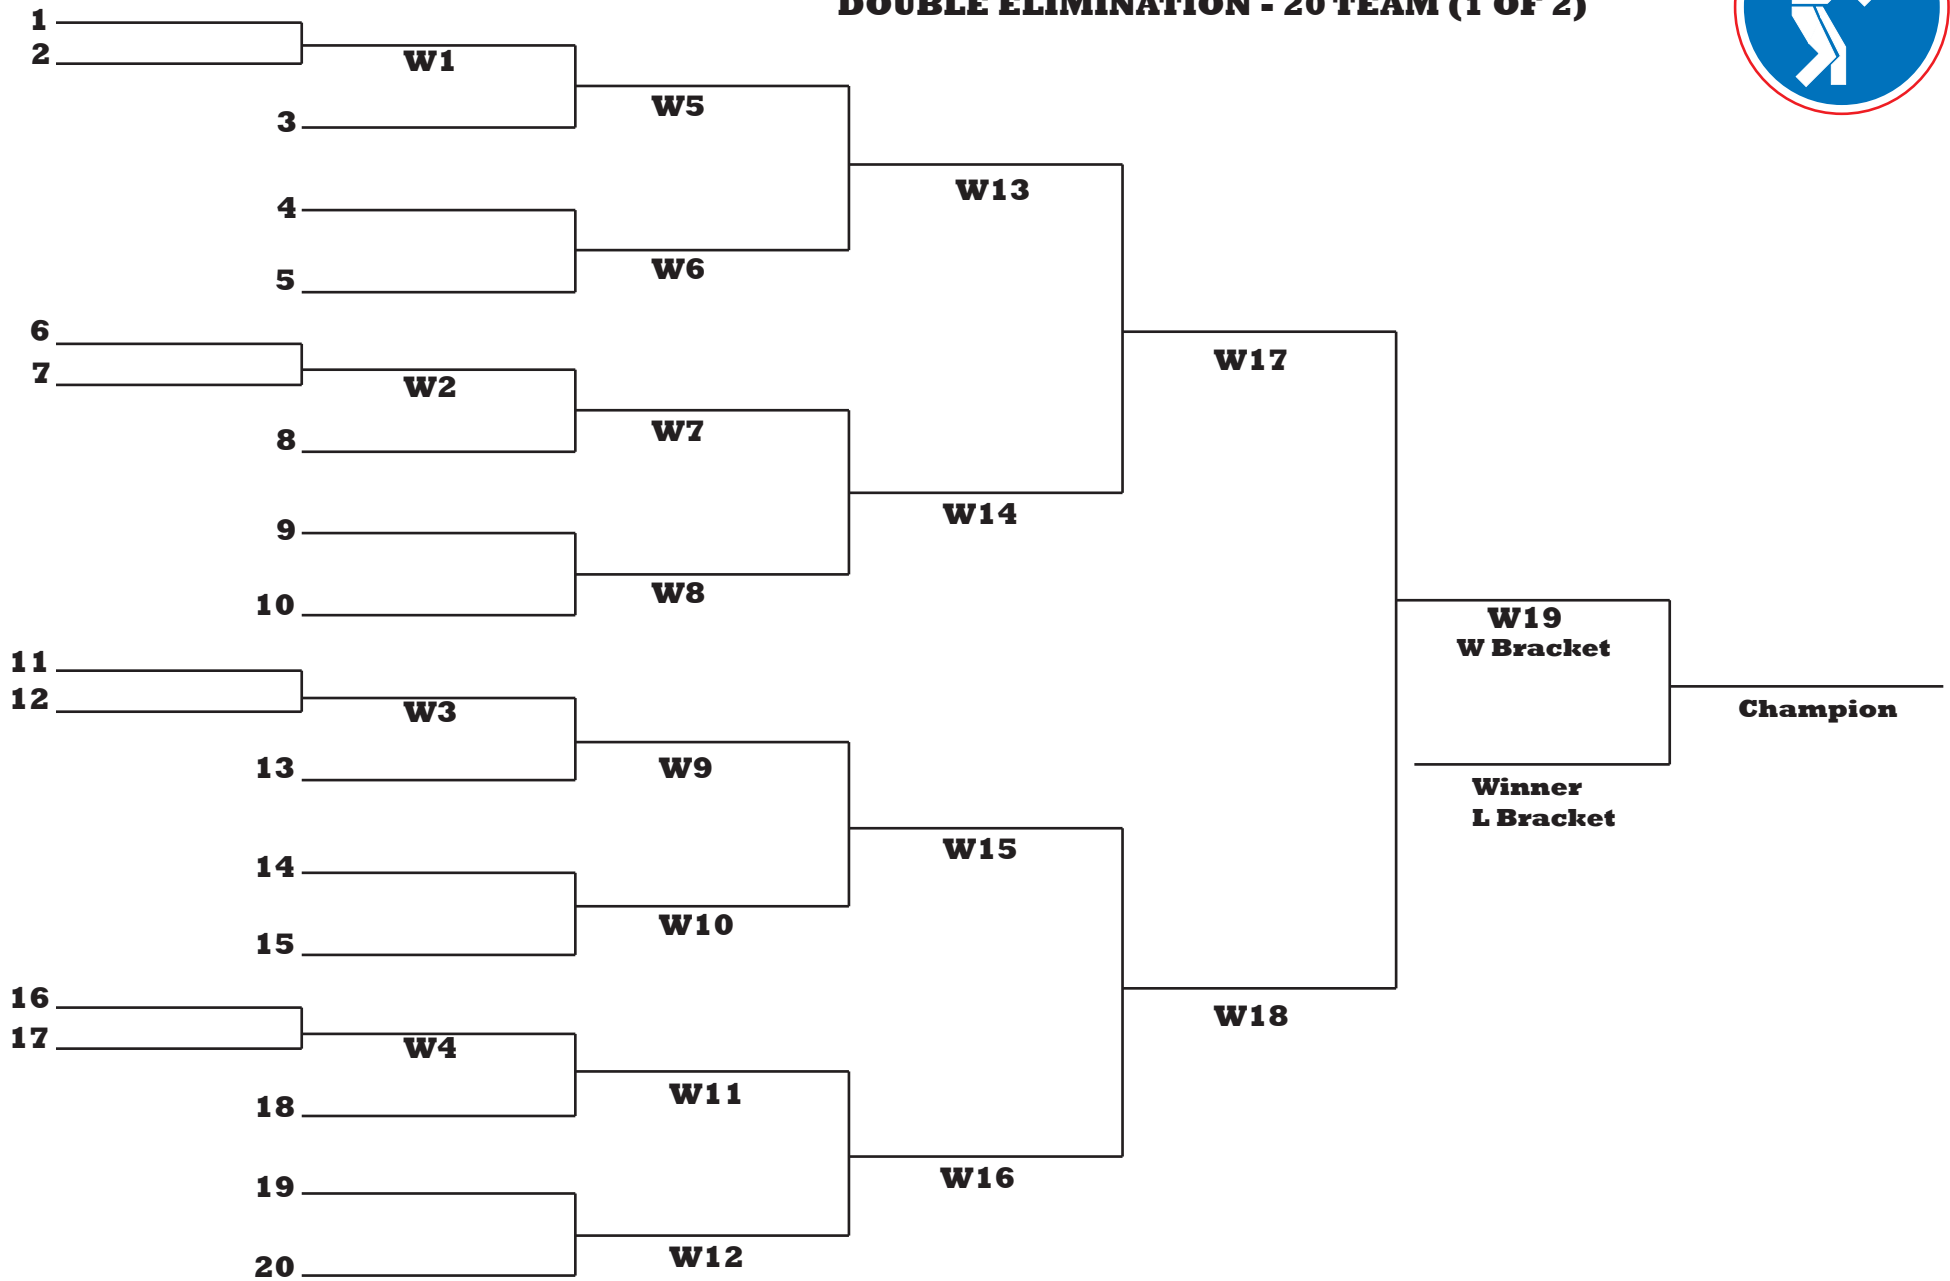 DOUBLE ELIMINATION - 20 TEAM (1 OF 2)
1
2
W1
3
W5
4
5
W6
W13
6
7
W2
8
W7
9
10
W8
W14
W17
11
12
W3
13
W9
14
15
W10
W15
16
17
W4
18
W11
19
20
W12
W16
W18
W19
W Bracket
Winner
L Bracket
Champion